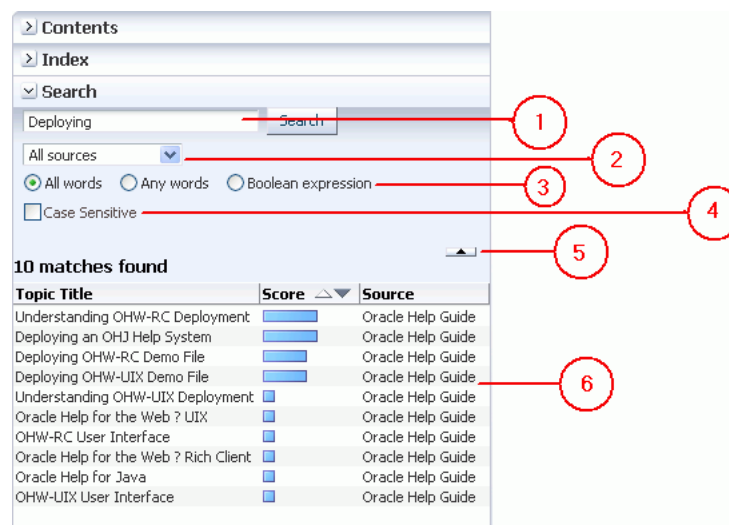 Contents
Index
Search
Deploying Search 1
All sources 2
All words Any words Boolean expression 3
Case Sensitive 4
5
10 matches found
Topic Title Score Source
Understanding OHW-RC Deployment Oracle Help Guide
Deploying an OHJ Help System Oracle Help Guide
Deploying OHW-RC Demo File Oracle Help Guide
Deploying OHW-UIX Demo File Oracle Help Guide 6
Understanding OHW-UIX Deployment Oracle Help Guide
Oracle Help for the Web ? UIX Oracle Help Guide
OHW-RC User Interface Oracle Help Guide
Oracle Help for the Web ? Rich Client Oracle Help Guide
Oracle Help for Java Oracle Help Guide
OHW-UIX User Interface Oracle Help Guide